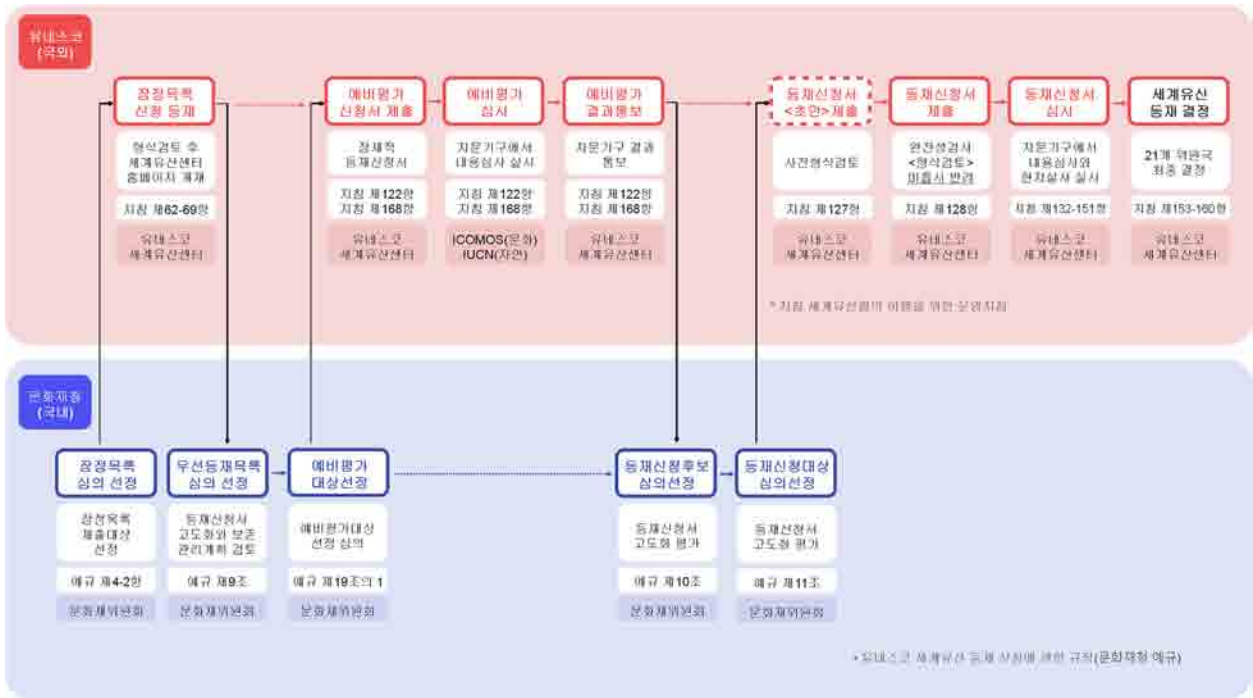 유네스코
(국외)
잠정목록
신청 등재
형식검토 후
세계유산센터
홈페이지 게재
지침 제62-69항
유네스코
세계유산센터
예비평가
신청서 제출
잠재적
등재신청서
지침 제122항
지침 제168항
유네스코
세계유산센터
예비평가
심사
자문기구에서
내용심사 실시
지침 제122항
지침 제168항
ICOMOS(문화)
IUCN(자연)
예비평가
결과통보
자문기구 결과
통보
지침 제122항
지침 제168항
유네스코
세계유산센터
등재신청서
<초안>제출
사전형식검토
지침 제127항
유네스코
세계유산센터
등재신청서
제출
완전성검사
<형식검토>
미흡시 반려
지침 제128항
유네스코
세계유산센터
등재신청서
심사
자문기구에서
내용심사와
현지실사 실시
지침 제132-151항
유네스코
세계유산센터
세계유산
등재 결정
21개 위원국
최종 결정
지침 제153-160항
유네스코
세계유산센터
* 지침 세계유산협약 이행을 위한 운영지침
문화재청
(국내)
잠정목록
심의 선정
잠정목록
제출대상
선정
예규 제4-2항
문화재위원회
우선등재목록
심의 선정
등재신청서
고도화와 보존
관리계획 검토
예규 제9조
문화재위원회
예비평가
대상선정
예비평가대상
선정 심의
예규 제19조의 1
문화재위원회
등재신청후보
심의선정
등재신청서
고도화 평가
예규 제10조
문화재위원회
등재신청대상
심의선정
등재신청서
고도화 평가
예규 제11조
문화재위원회
* 유네스코 세계유산 등재 신청에 관한 규정(문화재청 예규)